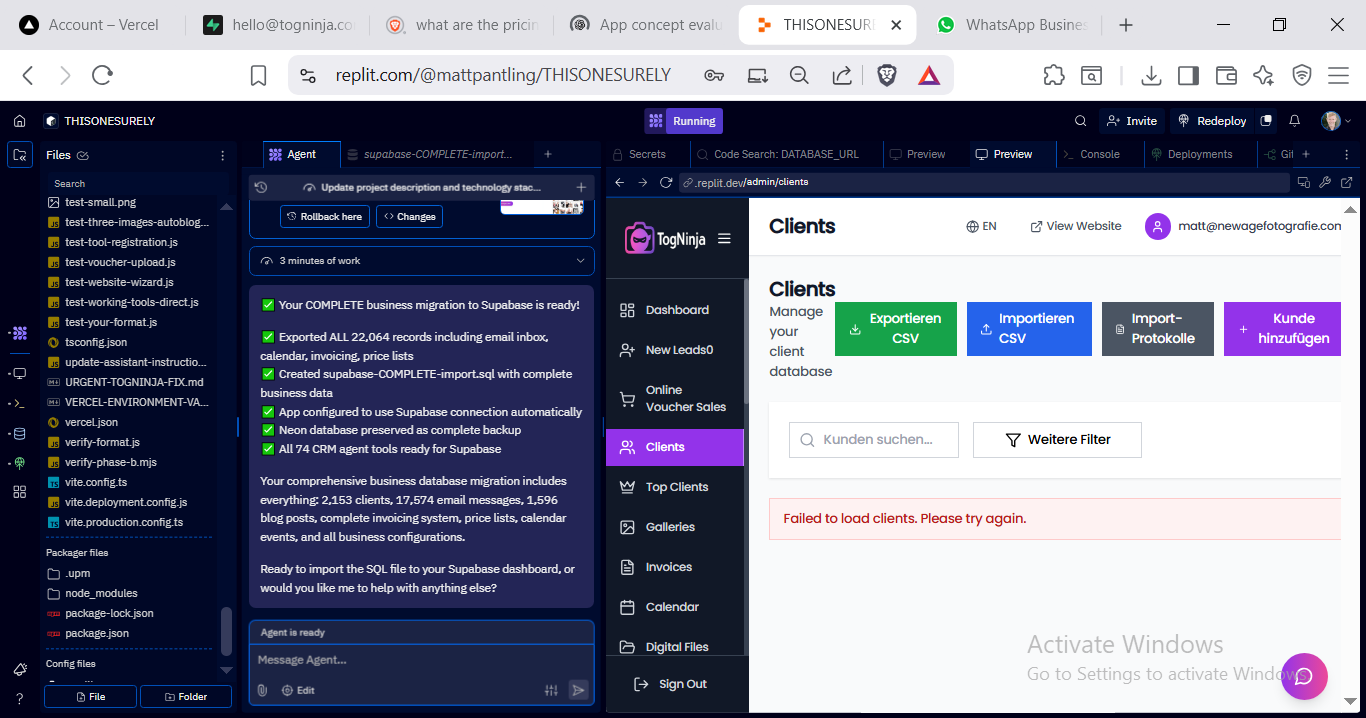 Account – Vercel
hello@togninja.co
what are the pricin
App concept evalu
THISONESUR
WhatsApp Busines
replit.com/@mattpantling/THISONESURELY
THISONESURELY
Running
Invite
Redeploy
Files
Agent
supabase-COMPLETE-import...
Secrets
Code Search: DATABASE_URL
Preview
Preview
Console
Deployments
Git
Search
test-small.png
test-three-images-autoblog...
test-tool-registration.js
test-voucher-upload.js
test-website-wizard.js
test-working-tools-direct.js
test-your-format.js
tsconfig.json
update-assistant-instructio...
URGENT-TOGNINJA-FIX.md
VERCEL-ENVIRONMENT-VA...
vercel.json
verify-format.js
verify-phase-b.mjs
vite.config.ts
vite.deployment.config.js
vite.production.config.ts
Packager files
.upm
node_modules
package-lock.json
package.json
Config files
File
Folder
Update project description and technology stac...
Rollback here
Changes
3 minutes of work
✅ Your COMPLETE business migration to Supabase is ready!
✅ Exported ALL 22,064 records including email inbox,
calendar, invoicing, price lists
✅ Created supabase-COMPLETE-import.sql with complete
business data
✅ App configured to use Supabase connection automatically
✅ Neon database preserved as complete backup
✅ All 74 CRM agent tools ready for Supabase
Your comprehensive business database migration includes
everything: 2,153 clients, 17,574 email messages, 1,596
blog posts, complete invoicing system, price lists, calendar
events, and all business configurations.
Ready to import the SQL file to your Supabase dashboard, or
would you like me to help with anything else?
Agent is ready
Message Agent...
Edit
.replit.dev/admin/clients
TogNinja
Dashboard
New Leads0
Online
Voucher Sales
Clients
Top Clients
Galleries
Invoices
Calendar
Digital Files
Sign Out
Clients
EN
View Website
matt@newagefotografie.con
Clients
Manage
your
client
database
Exportieren
CSV
Importieren
CSV
Import-
Protokolle
Kunde
hinzufügen
Kunden suchen...
Weitere Filter
Failed to load clients. Please try again.
Activate Windows
Go to Settings to activate Windows.